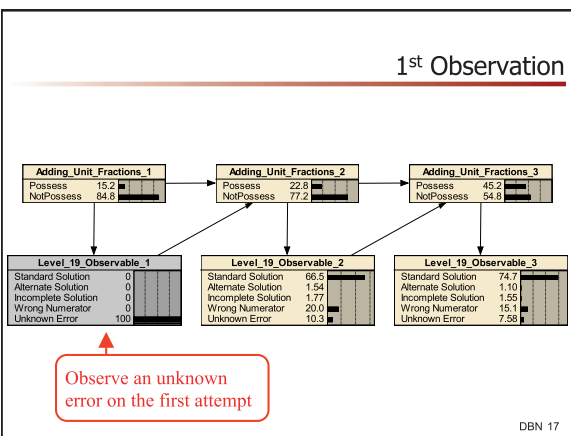 1st Observation
Adding_Unit_Fractions_1
Possess 15.2
NotPossess 84.8
Adding_Unit_Fractions_2
Possess 22.8
NotPossess 77.2
Adding_Unit_Fractions_3
Possess 45.2
NotPossess 54.8
Level_19_Observable_1
Standard Solution 0
Alternate Solution 0
Incomplete Solution 0
Wrong Numerator 0
Unknown Error 100
Level_19_Observable_2
Standard Solution 66.5
Alternate Solution 1.54
Incomplete Solution 1.77
Wrong Numerator 20.0
Unknown Error 10.3
Level_19_Observable_3
Standard Solution 74.7
Alternate Solution 1.10
Incomplete Solution 1.55
Wrong Numerator 15.1
Unknown Error 7.58
Observe an unknown
error on the first attempt
DBN 17